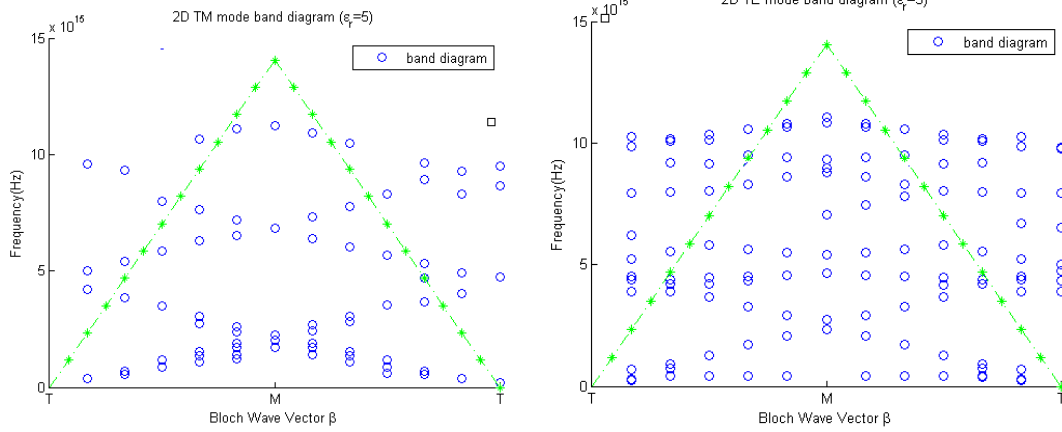 2D TM mode band diagram (ε_r=5)
x 10^15
15
10
5
0
Frequency(Hz)
band diagram
T
M
T
Bloch Wave Vector β
2D TE mode band diagram (ε_r=5)
x 10^15
15
10
5
0
Frequency(Hz)
band diagram
T
M
T
Bloch Wave Vector β